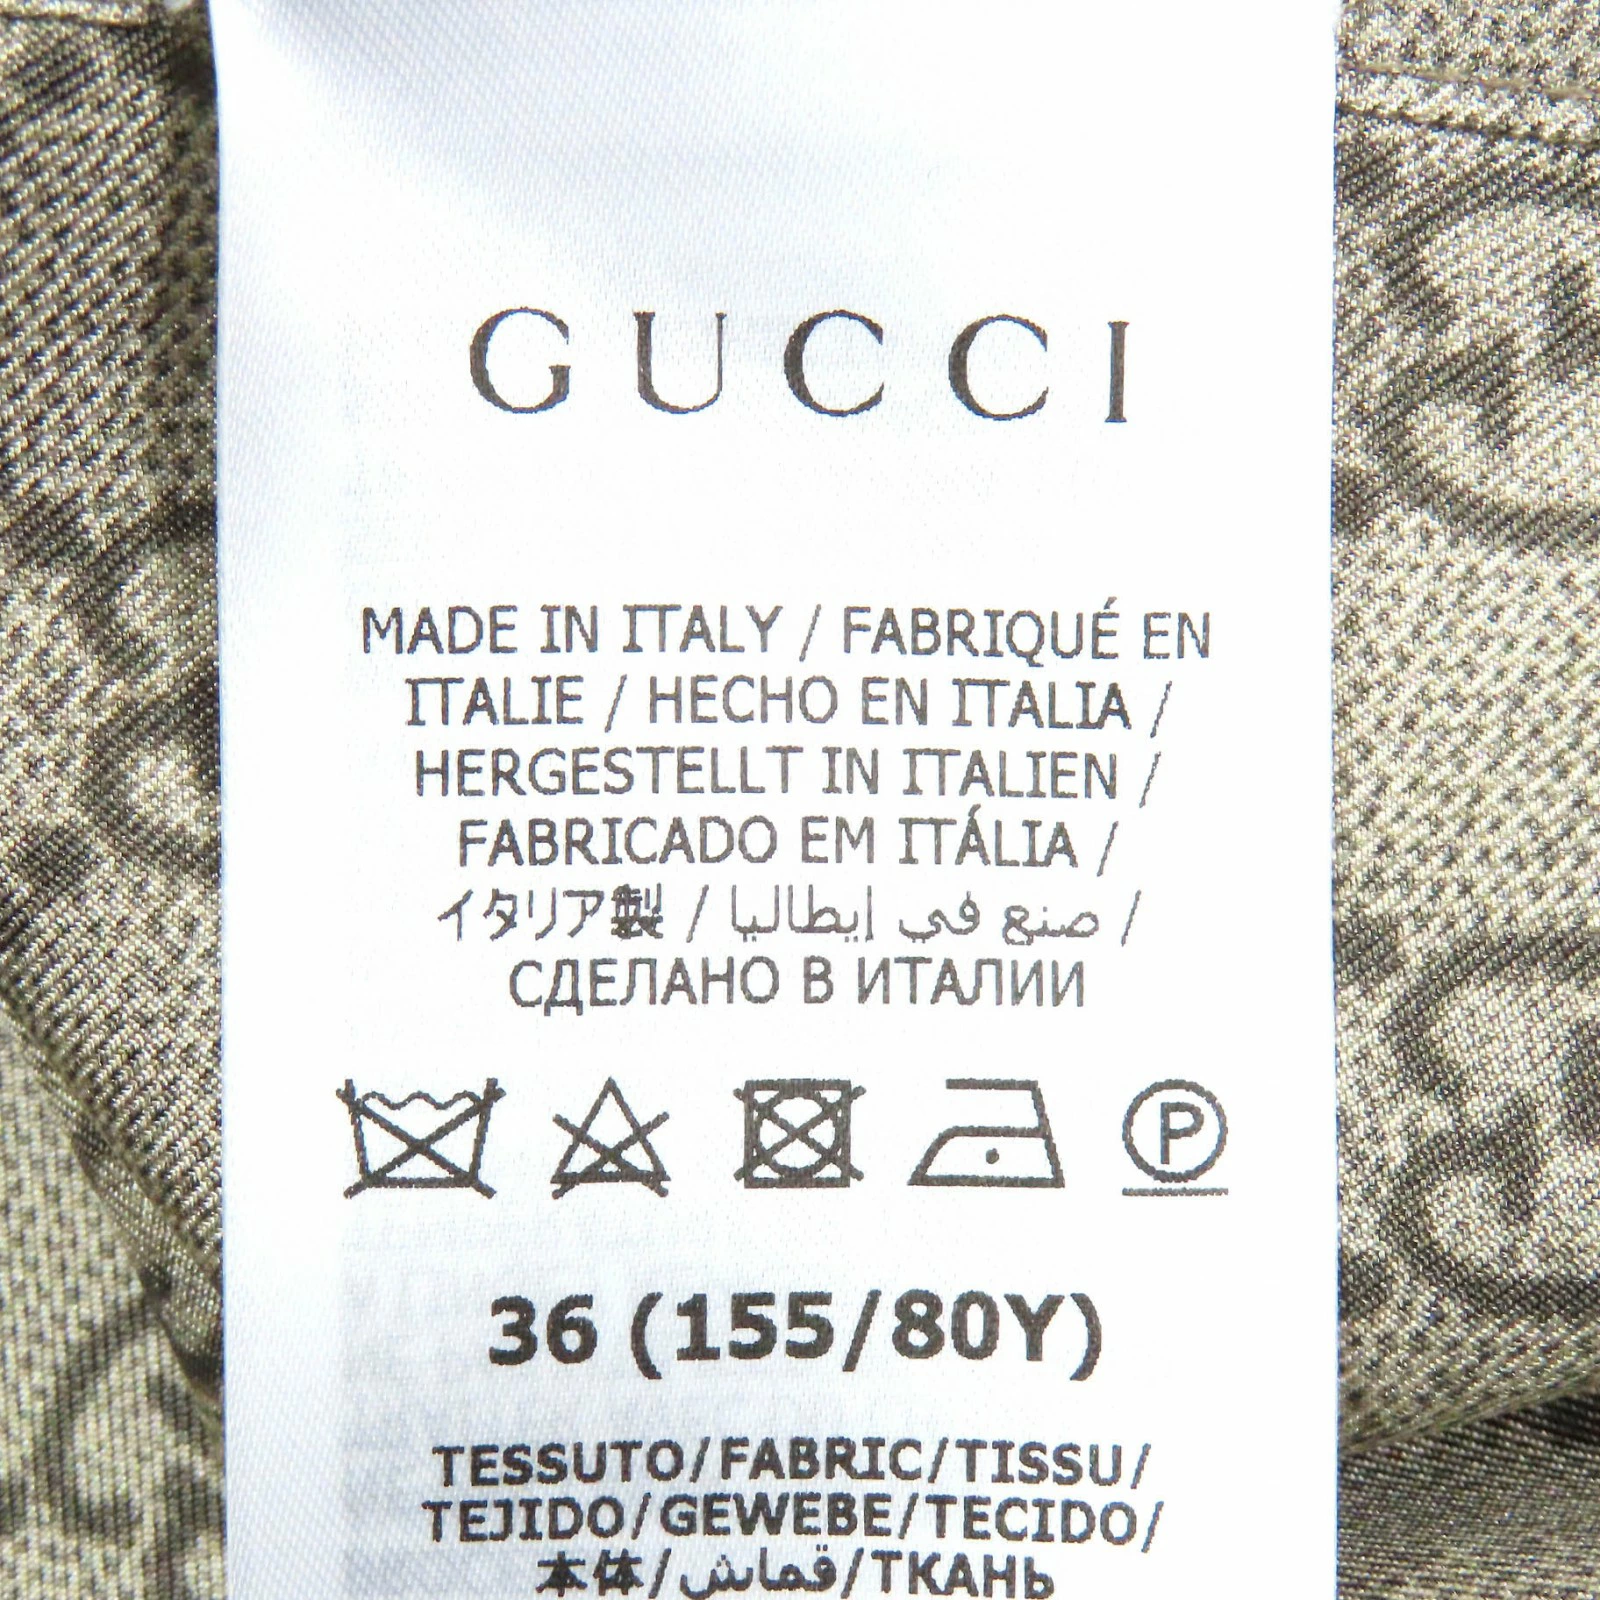 GUCCI
MADE IN ITALY / FABRIQUÉ EN
ITALIE / HECHO EN ITALIA /
HERGESTELLT IN ITALIEN /
FABRICADO EM ITÁLIA /
イタリア製 / صنع في إيطاليا /
СДЕЛАНО В ИТАЛИИ
P
36 (155/80Y)
TESSUTO/FABRIC/TISSU/
TEJIDO/GEWEBE/TECIDO/
本体/قماش/ТКАНЬ